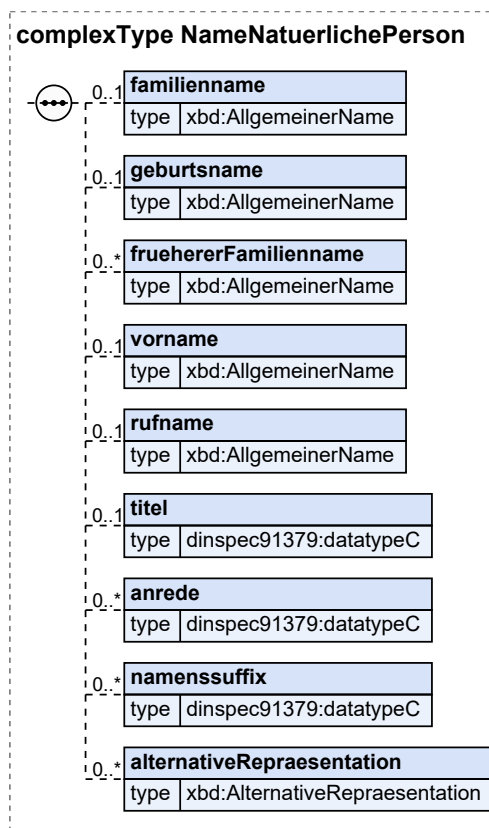 complexType NameNatuerlichePerson
0..1 familienname
type xbd:AllgemeinerName
0..1 geburtsname
type xbd:AllgemeinerName
0..* fruehererFamilienname
type xbd:AllgemeinerName
0..1 vorname
type xbd:AllgemeinerName
0..1 rufname
type xbd:AllgemeinerName
0..1 titel
type dinspec91379:datatypeC
0..* anrede
type dinspec91379:datatypeC
0..* namenssuffix
type dinspec91379:datatypeC
0..* alternativeRepraesentation
type xbd:AlternativeRepraesentation